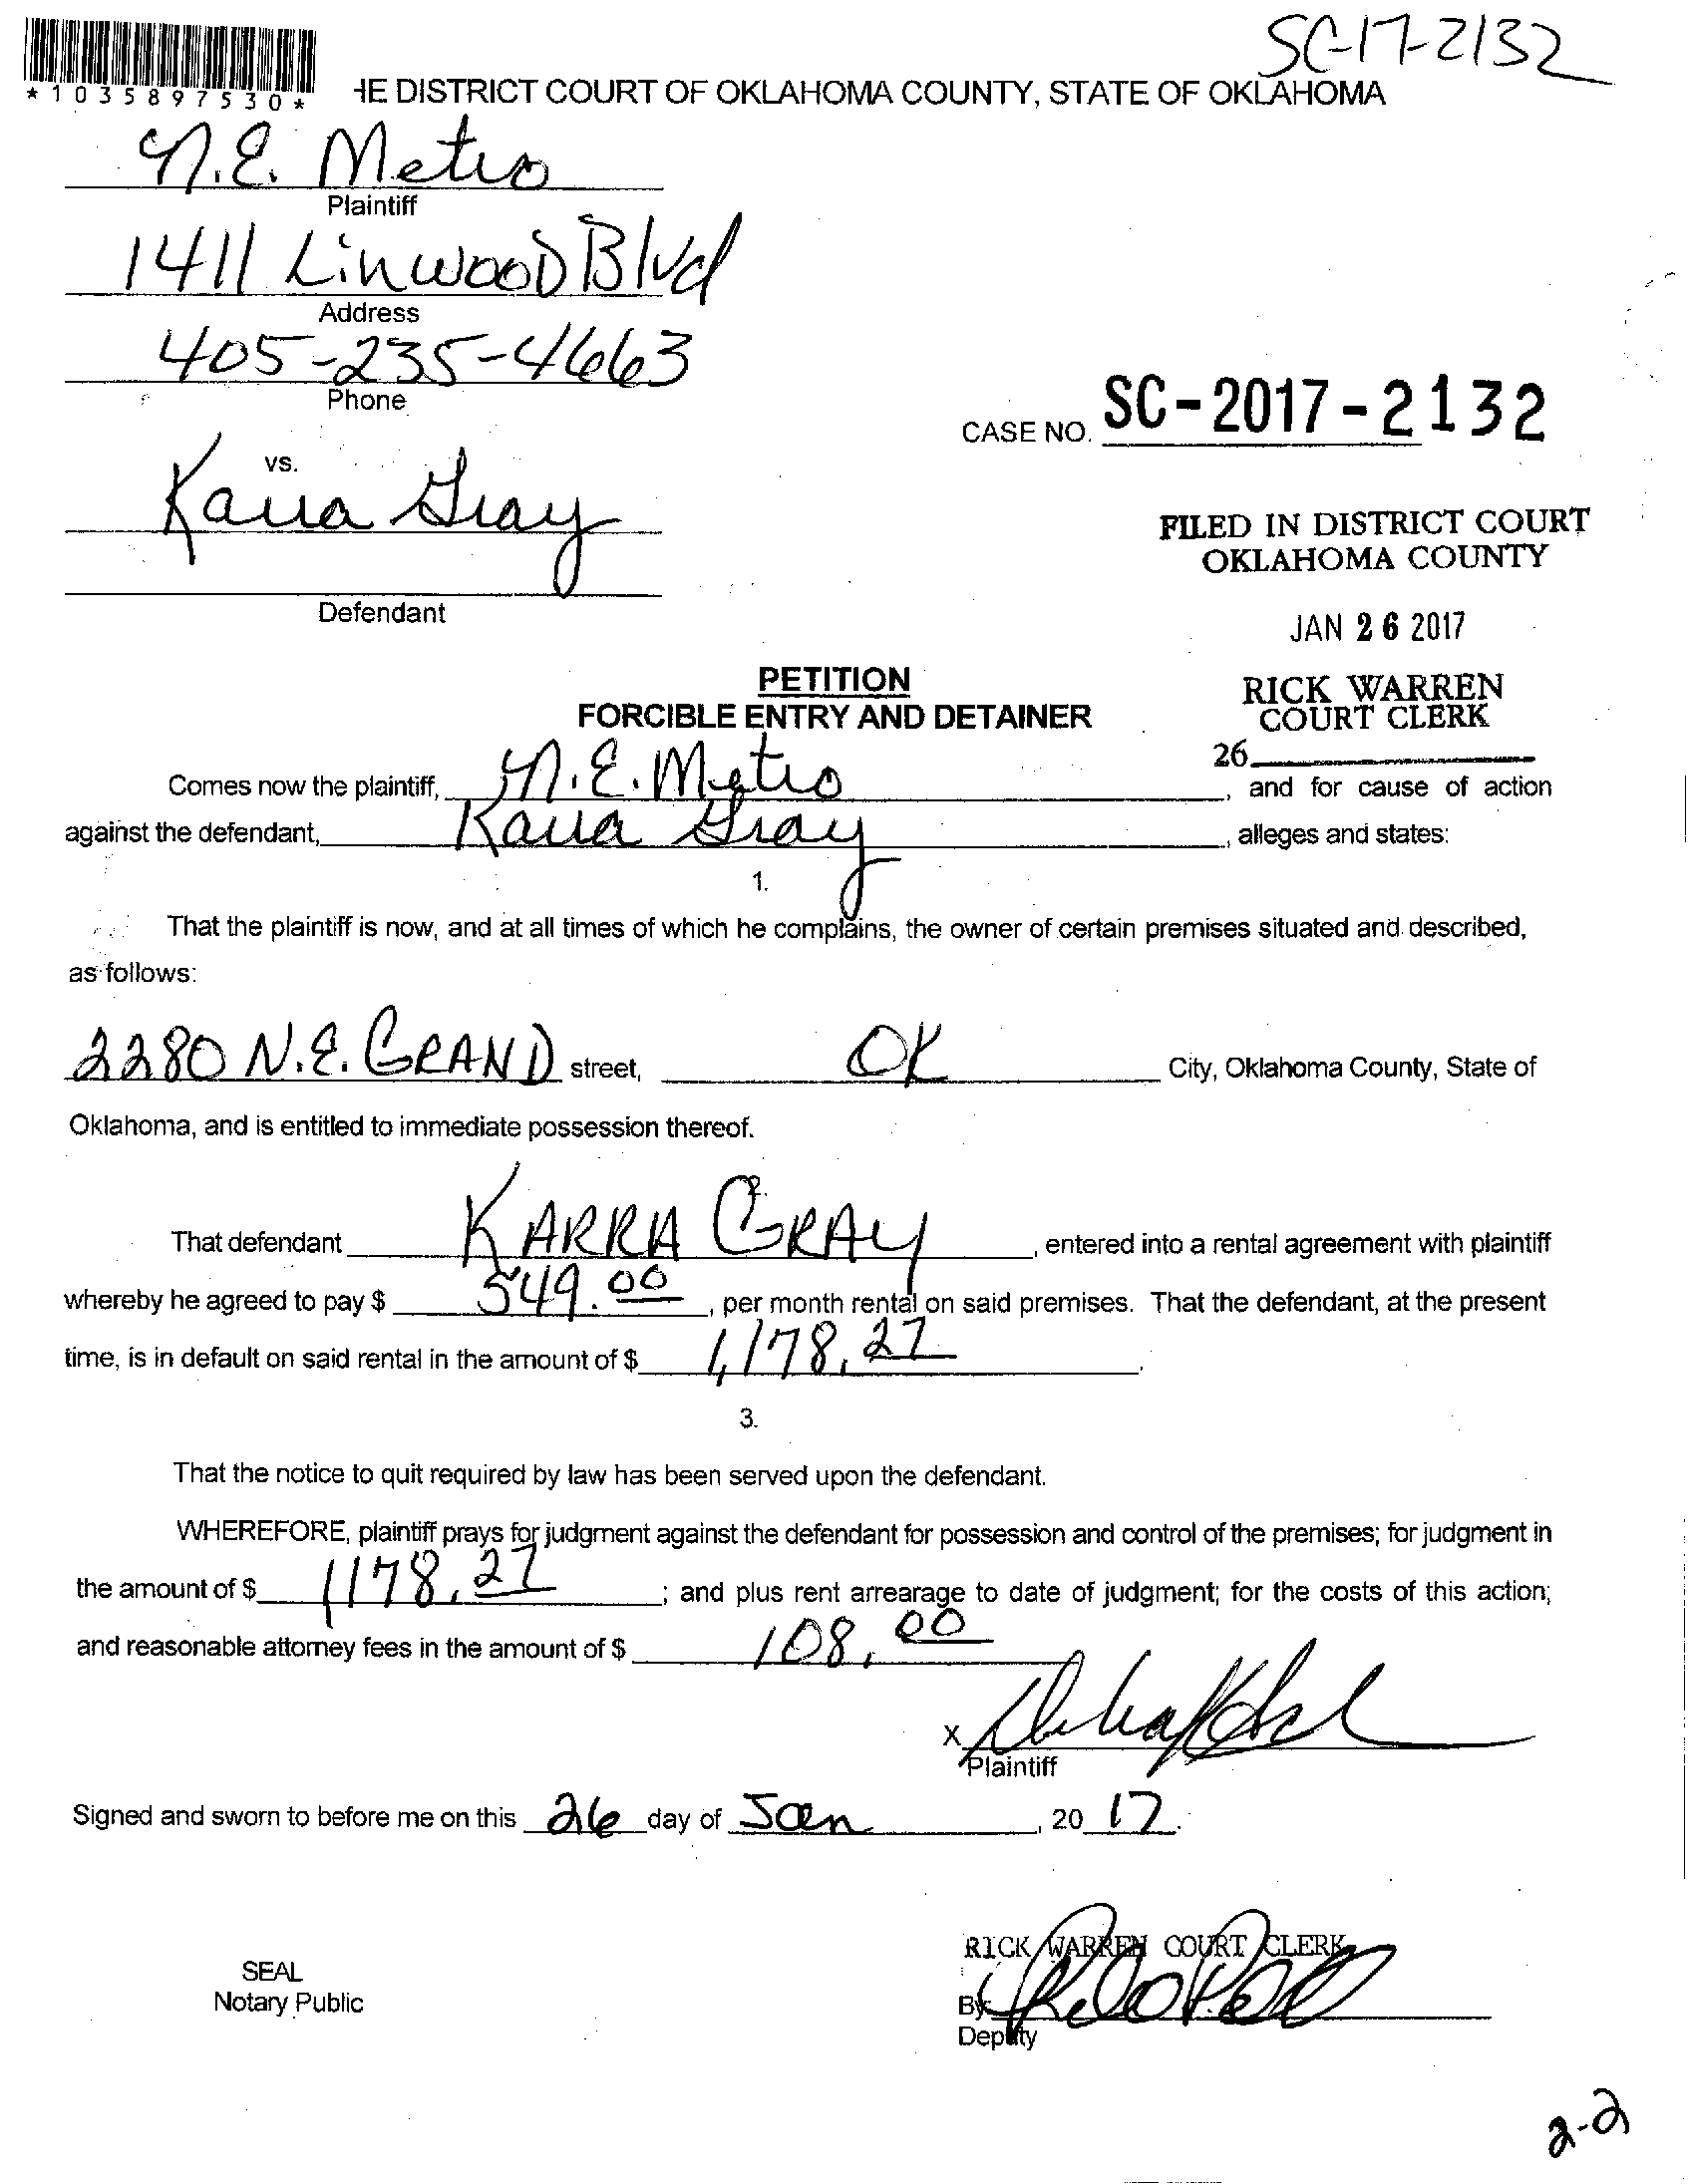 SC-17-2132
*1035897530*
HE DISTRICT COURT OF OKLAHOMA COUNTY, STATE OF OKLAHOMA
N.E. Metro
Plaintiff
1411 Linwood Blvd
Address
405-235-4663
Phone
CASE NO. SC-2017-2132
vs.
Karra Gray
Defendant
FILED IN DISTRICT COURT
OKLAHOMA COUNTY
JAN 26 2017
RICK WARREN
COURT CLERK
26
PETITION
FORCIBLE ENTRY AND DETAINER
Comes now the plaintiff, N.E. Metro, and for cause of action
against the defendant, Karra Gray, alleges and states:
1.
That the plaintiff is now, and at all times of which he complains, the owner of certain premises situated and described,
as follows:
2280 N.E. GRAND street, OK City, Oklahoma County, State of
Oklahoma, and is entitled to immediate possession thereof.
2.
That defendant KARRA GRAY, entered into a rental agreement with plaintiff
whereby he agreed to pay $ 549.00, per month rental on said premises. That the defendant, at the present
time, is in default on said rental in the amount of $ 1,178.27.
3.
That the notice to quit required by law has been served upon the defendant.
WHEREFORE, plaintiff prays for judgment against the defendant for possession and control of the premises; for judgment in
the amount of $ 1178.27; and plus rent arrearage to date of judgment; for the costs of this action;
and reasonable attorney fees in the amount of $ 108.00
X
Plaintiff
Signed and sworn to before me on this 26 day of Jan, 20 17.
SEAL
Notary Public
RICK WARREN COURT CLERK
By:
Deputy
2-2